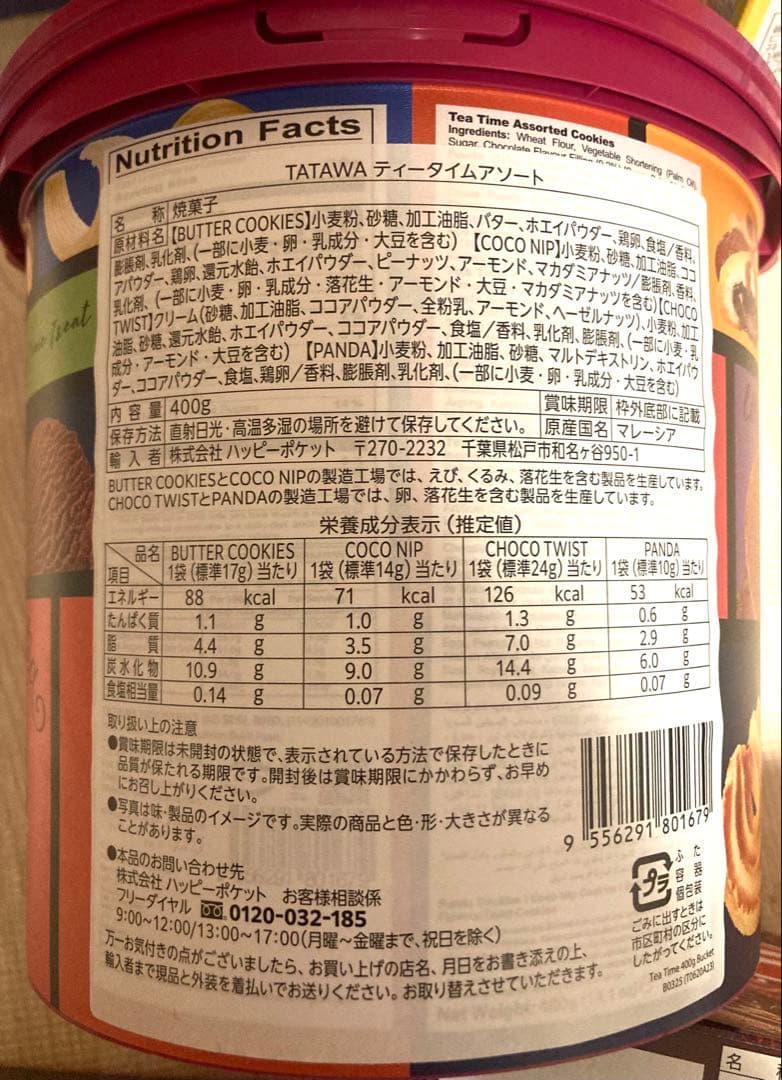 Nutrition Facts
Tea Time Assorted Cookies
Ingredients: Wheat Flour, Vegetable Shortening (Palm Oil),
Sugar, Chocolate Flavour Filling
TATAWA ティータイムアソート
名 称 焼菓子
原材料名 【BUTTER COOKIES】小麦粉、砂糖、加工油脂、バター、ホエイパウダー、鶏卵、食塩／香料、
膨脹剤、乳化剤、(一部に小麦・卵・乳成分・大豆を含む) 【COCO NIP】小麦粉、砂糖、加工油脂、ココ
アパウダー、鶏卵、還元水飴、ホエイパウダー、ピーナッツ、アーモンド、マカダミアナッツ／膨脹剤、香料、
乳化剤、(一部に小麦・卵・乳成分・落花生・アーモンド・大豆・マカダミアナッツを含む)【CHOCO
TWIST】クリーム(砂糖、加工油脂、ココアパウダー、全粉乳、アーモンド、ヘーゼルナッツ)、小麦粉、加工
油脂、砂糖、還元水飴、ホエイパウダー、ココアパウダー、食塩／香料、乳化剤、膨脹剤、(一部に小麦・乳
成分・アーモンド・大豆を含む) 【PANDA】小麦粉、加工油脂、砂糖、マルトデキストリン、ホエイパウ
ダー、ココアパウダー、食塩、鶏卵／香料、膨脹剤、乳化剤、(一部に小麦・卵・乳成分・大豆を含む)
内 容 量 400g 賞味期限 枠外底部に記載
保存方法 直射日光・高温多湿の場所を避けて保存してください。 原産国名 マレーシア
輸 入 者 株式会社 ハッピーポケット 〒270-2232 千葉県松戸市和名ヶ谷950-1
BUTTER COOKIESとCOCO NIPの製造工場では、えび、くるみ、落花生を含む製品を生産しています。
CHOCO TWISTとPANDAの製造工場では、卵、落花生を含む製品を生産しています。
栄養成分表示 (推定値)
品名 BUTTER COOKIES COCO NIP CHOCO TWIST PANDA
項目 1袋 (標準17g) 当たり 1袋 (標準14g) 当たり 1袋 (標準24g) 当たり 1袋 (標準10g) 当たり
エネルギー 88 kcal 71 kcal 126 kcal 53 kcal
たんぱく質 1.1 g 1.0 g 1.3 g 0.6 g
脂 質 4.4 g 3.5 g 7.0 g 2.9 g
炭水化物 10.9 g 9.0 g 14.4 g 6.0 g
食塩相当量 0.14 g 0.07 g 0.09 g 0.07 g
取り扱い上の注意
●賞味期限は未開封の状態で、表示されている方法で保存したときに
品質が保たれる期限です。開封後は賞味期限にかかわらず、お早め
にお召し上がりください。
●写真は味・製品のイメージです。実際の商品と色・形・大きさが異なる
ことがあります。
●本品のお問い合わせ先
株式会社 ハッピーポケット お客様相談係
フリーダイヤル 0120-032-185
9:00~12:00/13:00~17:00(月曜～金曜まで、祝日を除く)
万一お気付きの点がございましたら、お買い上げの店名、月日をお書き添えの上、
輸入者まで現品と外装を着払いでお送りください。お取り替えさせていただきます。
9 556291 801679
プラ
ふた
容器
個包装
ごみに出すときは
市区町村の区分に
したがってください。
Tea Time 400g Bucket
B0325 (T0620A23)
Treat
名